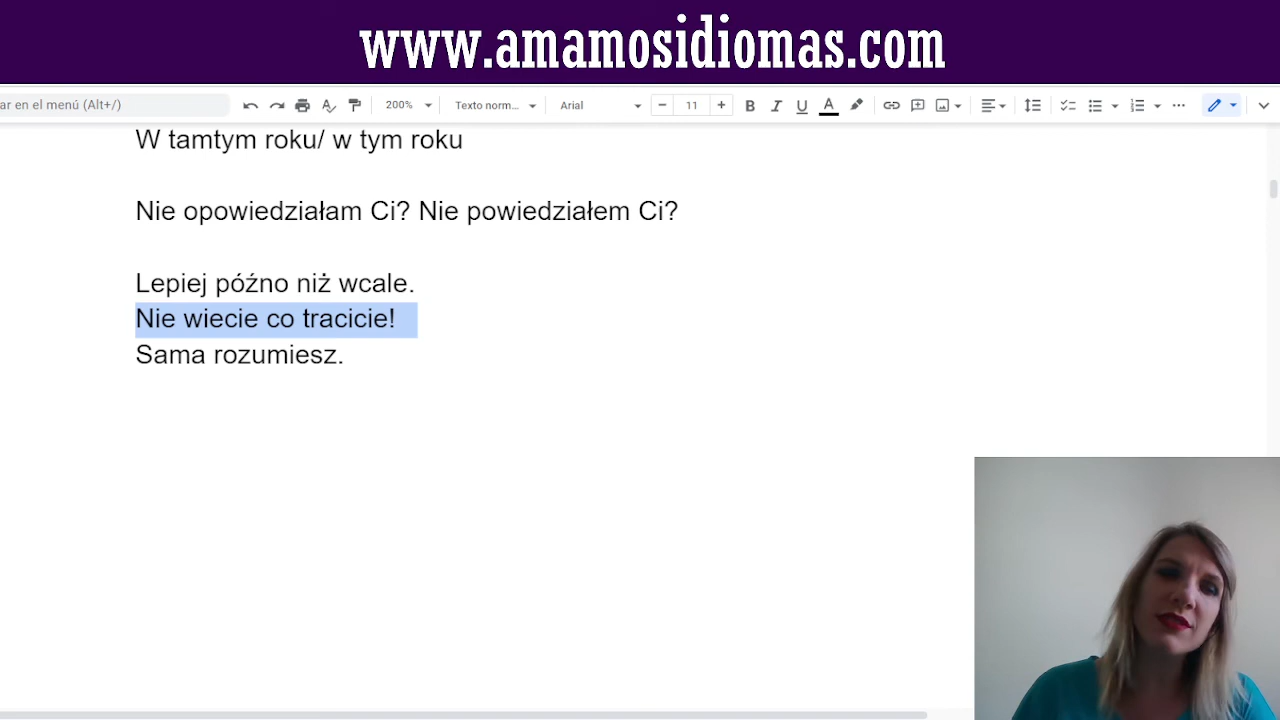 www.amamosidiomas.com
ar en el menú (Alt+/)
200%
Texto norm...
Arial
11
W tamtym roku/ w tym roku
Nie opowiedziałam Ci? Nie powiedziałem Ci?
Lepiej późno niż wcale.
Nie wiecie co tracicie!
Sama rozumiesz.